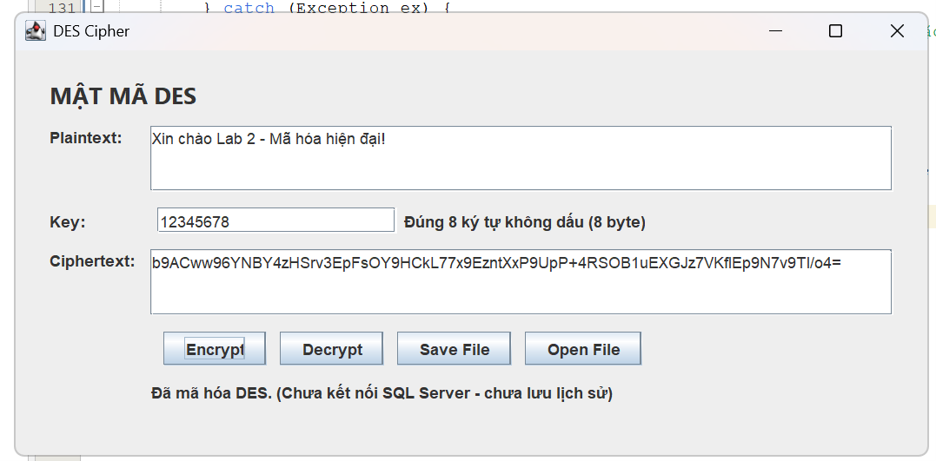 131 } catch (Exception ex) {
DES Cipher
MẬT MÃ DES
Plaintext: Xin chào Lab 2 - Mã hóa hiện đại!
Key: 12345678 Đúng 8 ký tự không dấu (8 byte)
Ciphertext: b9ACww96YNBY4zHSrv3EpFsOY9HCkL77x9EzntXxP9UpP+4RSOB1uEXGJz7VKflEp9N7v9TI/o4=
Encrypt Decrypt Save File Open File
Đã mã hóa DES. (Chưa kết nối SQL Server - chưa lưu lịch sử)